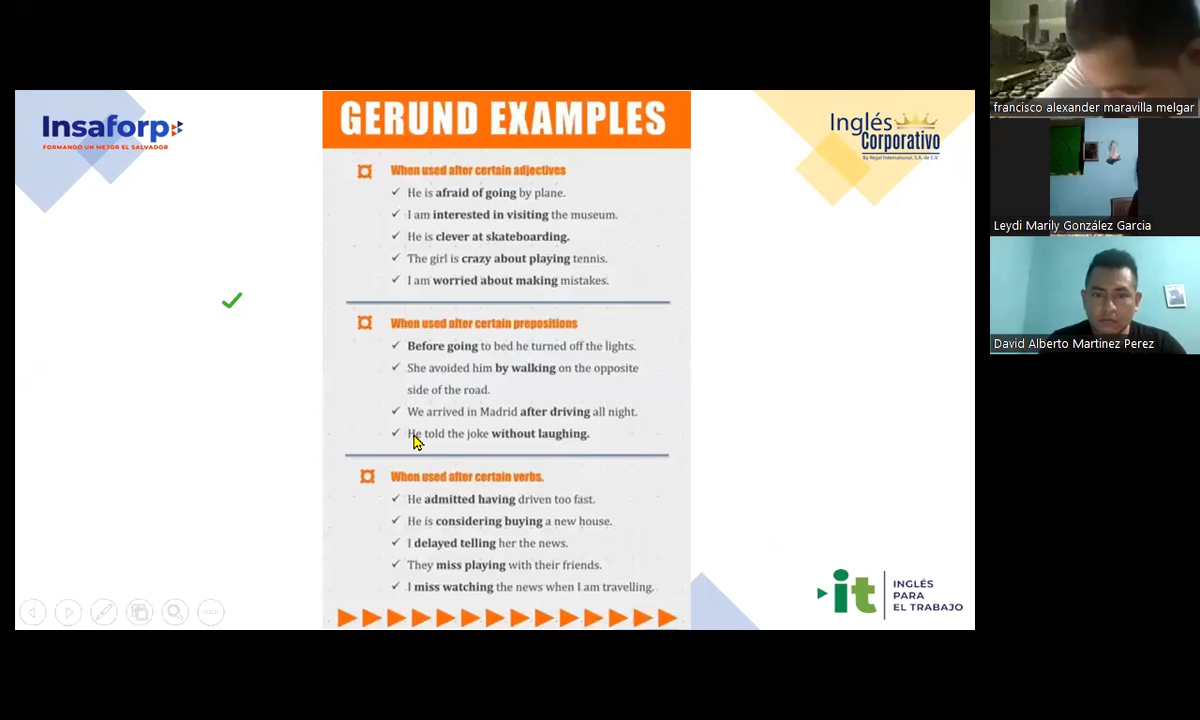 Insaforp
FORMANDO UN MEJOR EL SALVADOR
GERUND EXAMPLES
Inglés
Corporativo
By Regal International, S.A. de C.V.
When used after certain adjectives
He is afraid of going by plane.
I am interested in visiting the museum.
He is clever at skateboarding.
The girl is crazy about playing tennis.
I am worried about making mistakes.
When used after certain prepositions
Before going to bed he turned off the lights.
She avoided him by walking on the opposite
side of the road.
We arrived in Madrid after driving all night.
He told the joke without laughing.
When used after certain verbs.
He admitted having driven too fast.
He is considering buying a new house.
I delayed telling her the news.
They miss playing with their friends.
I miss watching the news when I am travelling.
it
INGLÉS
PARA
EL TRABAJO
francisco alexander maravilla melgar
Leydi Marily González Garcia
David Alberto Martinez Perez